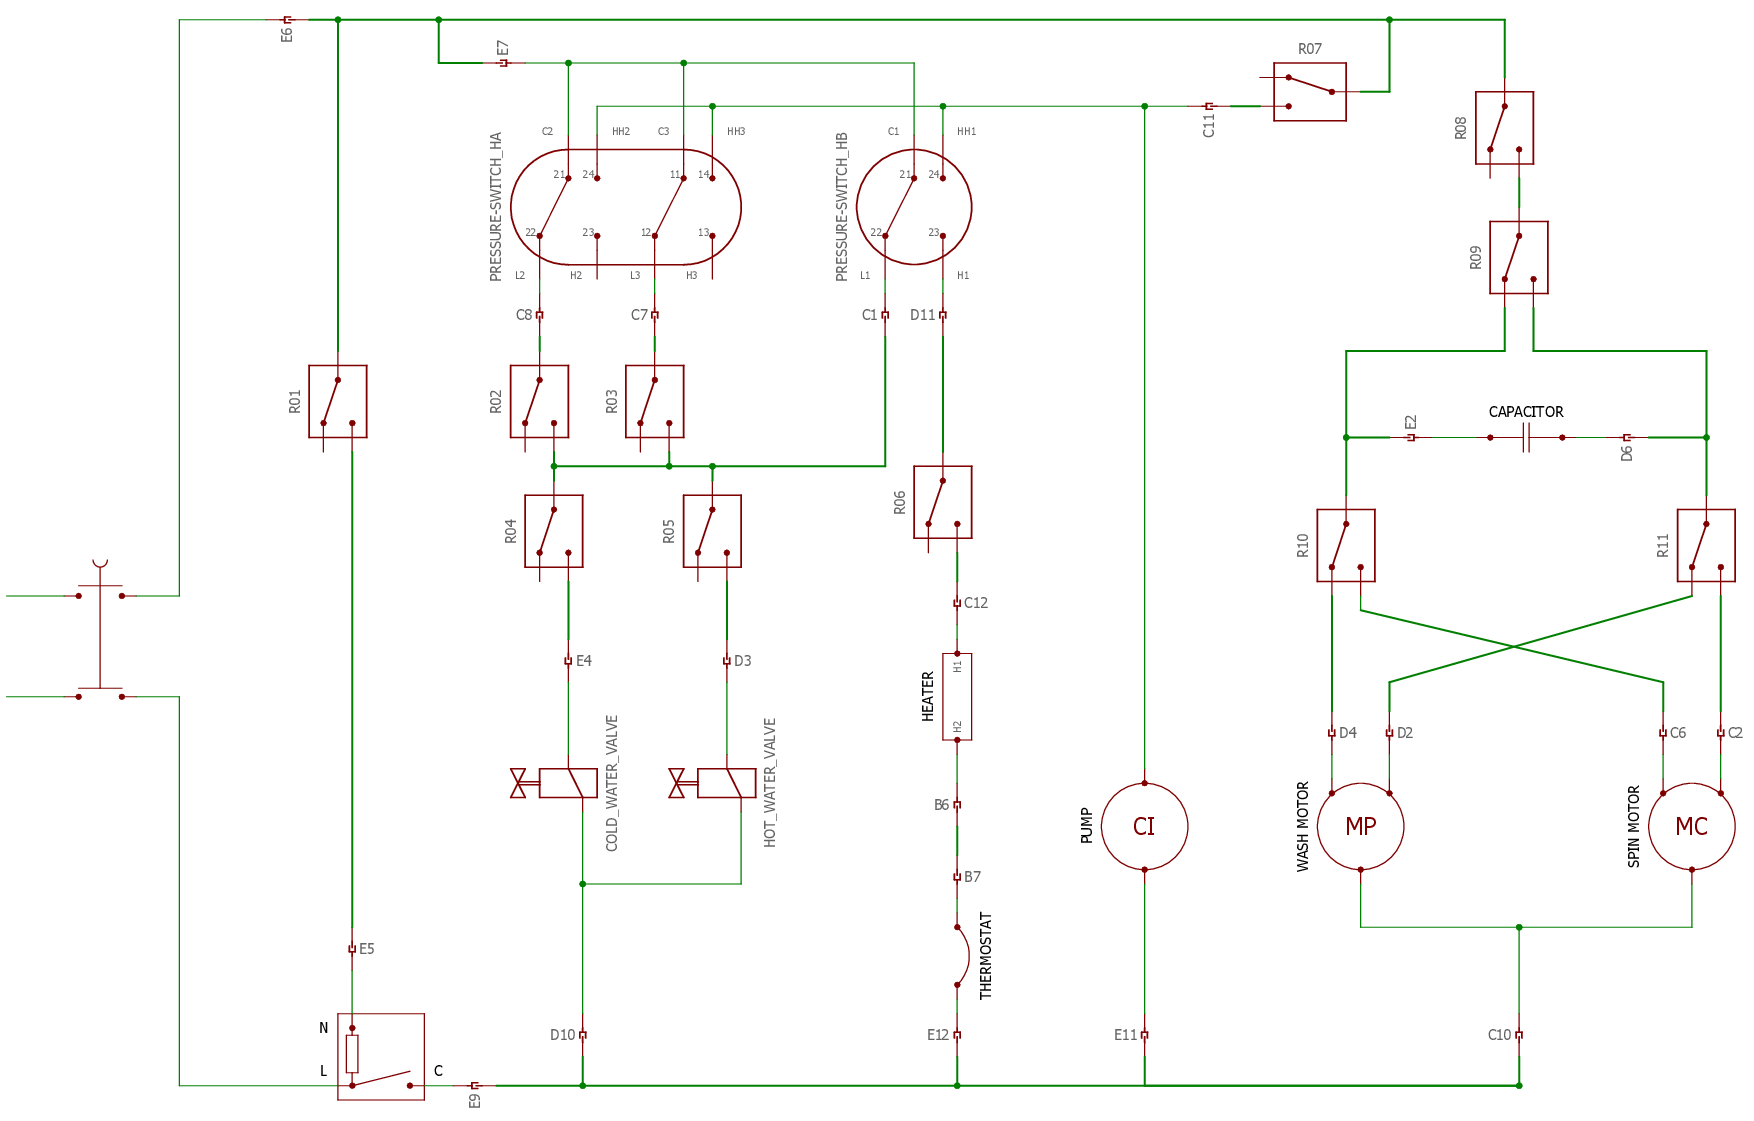 E6
E7
R07
C11
R08
C2
HH2
C3
HH3
C1
HH1
PRESSURE-SWITCH_HA
21
24
11
14
PRESSURE-SWITCH_HB
21
24
22
23
12
13
22
23
L2
H2
L3
H3
L1
H1
R09
C8
C7
C1
D11
R01
R02
R03
E2
CAPACITOR
D6
R04
R05
R06
R10
R11
C12
E4
D3
H1
HEATER
H2
D4
D2
C6
C2
COLD_WATER_VALVE
HOT_WATER_VALVE
B6
PUMP
CI
WASH MOTOR
MP
SPIN MOTOR
MC
B7
E5
THERMOSTAT
N
D10
E12
E11
C10
L
C
E9